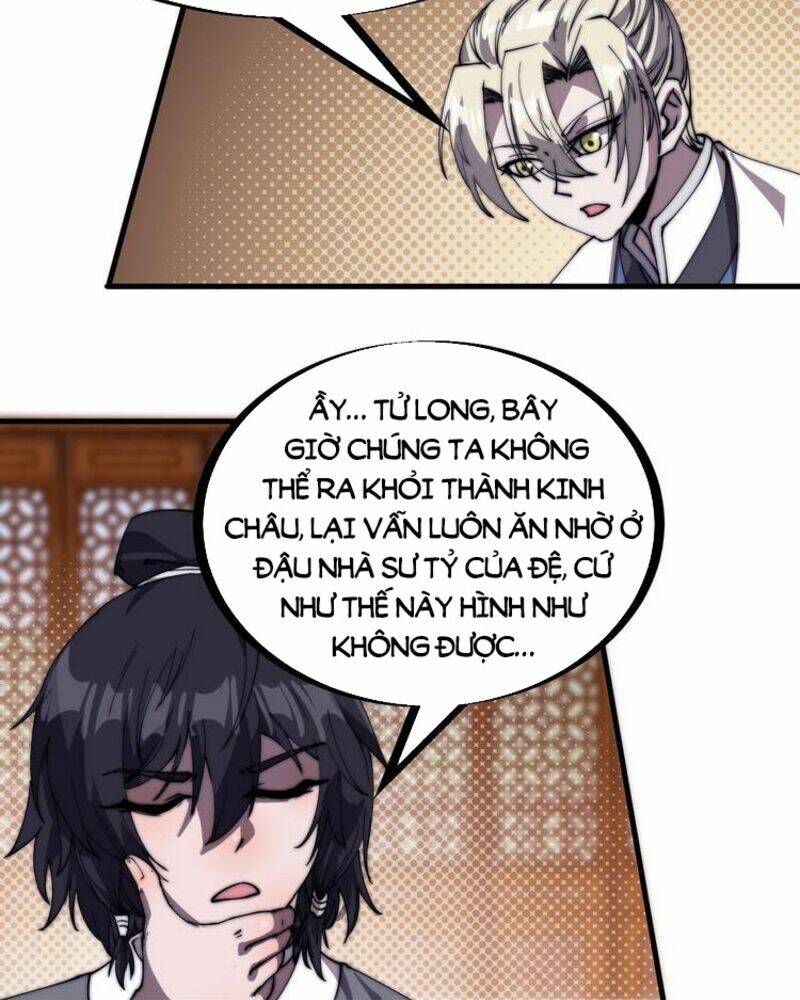 ẦY... TỬ LONG, BÂY
GIỜ CHÚNG TA KHÔNG
THỂ RA KHỎI THÀNH KINH
CHÂU, LẠI VẪN LUÔN ĂN NHỜ Ở
ĐẬU NHÀ SƯ TỶ CỦA ĐỆ, CỨ
NHƯ THẾ NÀY HÌNH NHƯ
KHÔNG ĐƯỢC...